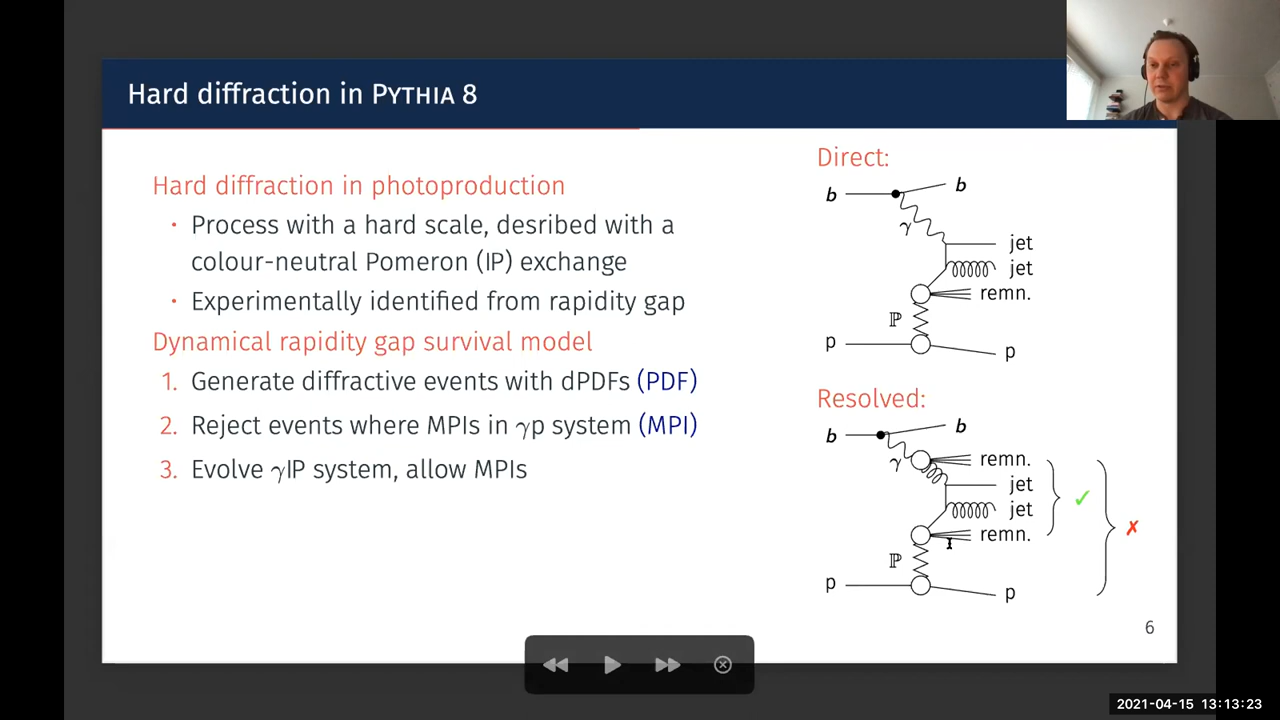 Hard diffraction in PYTHIA 8
Hard diffraction in photoproduction
• Process with a hard scale, desribed with a
colour-neutral Pomeron (IP) exchange
• Experimentally identified from rapidity gap
Dynamical rapidity gap survival model
1. Generate diffractive events with dPDFs (PDF)
2. Reject events where MPIs in γp system (MPI)
3. Evolve γIP system, allow MPIs
Direct:
b
b
γ
jet
jet
remn.
ℙ
p
p
Resolved:
b
b
γ
remn.
jet
jet
✓
✗
remn.
ℙ
p
p
6
2021-04-15 13:13:23